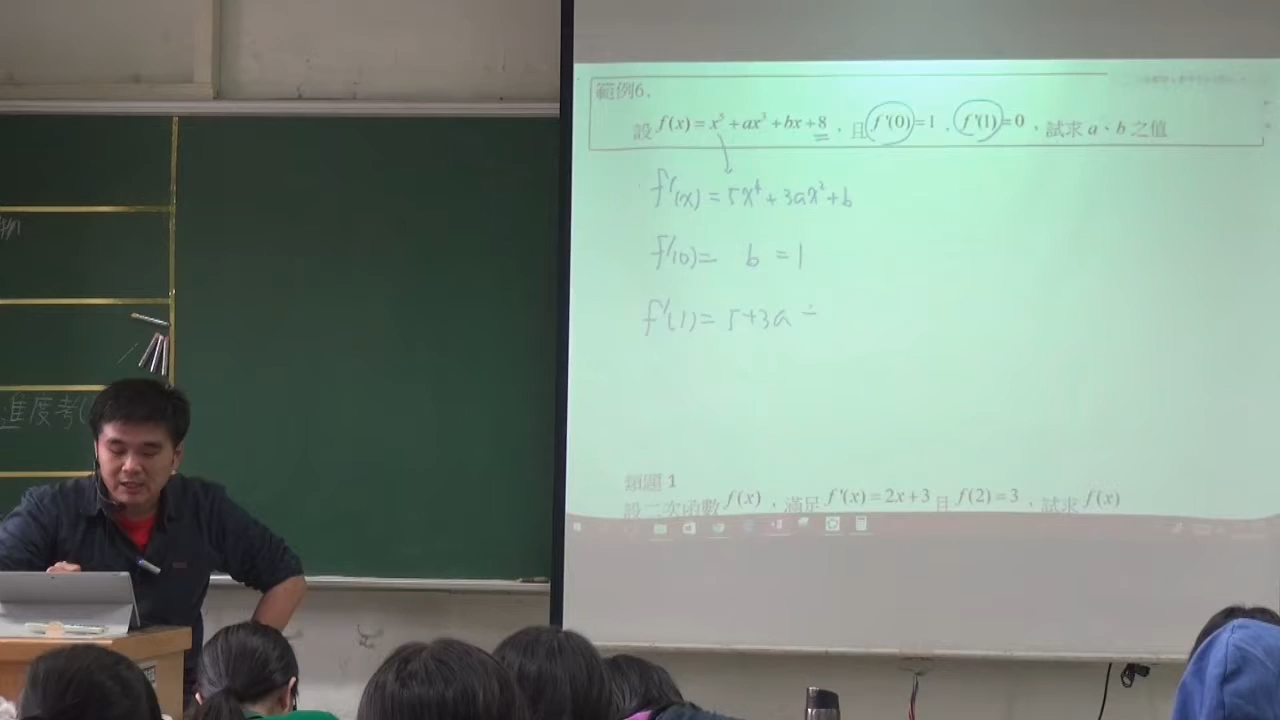 範例6.
設 f(x) = x⁵ + ax³ + bx + 8，且 f'(0) = 1，f'(1) = 0，試求 a、b 之值
f'(x) = 5x⁴ + 3ax² + b
f'(0) = b = 1
f'(1) = 5 + 3a =
進度考(
類題 1
設二次函數 f(x)，滿足 f'(x) = 2x + 3 且 f(2) = 3，試求 f(x)